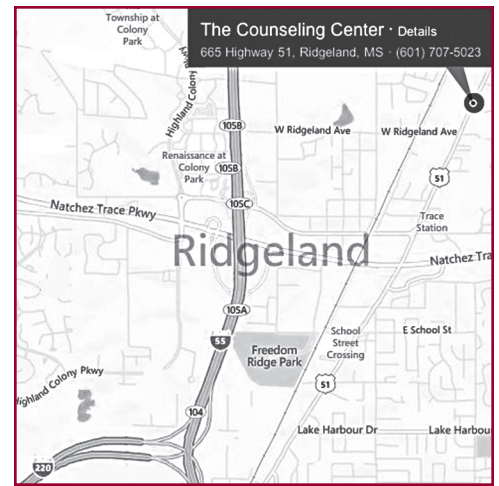 Township at
Colony
Park
The Counseling Center · Details
665 Highway 51, Ridgeland, MS · (601) 707-5023
Highland Colony
Pk
105B
W Ridgeland Ave
W Ridgeland Ave
Renaissance at
Colony
Park
105B
51
105C
Natchez Trace Pkwy
Trace
Station
Ridgeland
Natchez Tra
105A
55
School
Street
Crossing
E School St
Freedom
Ridge Park
51
Highland Colony Pkwy
104
Lake Harbour Dr
Lake Harbou
220